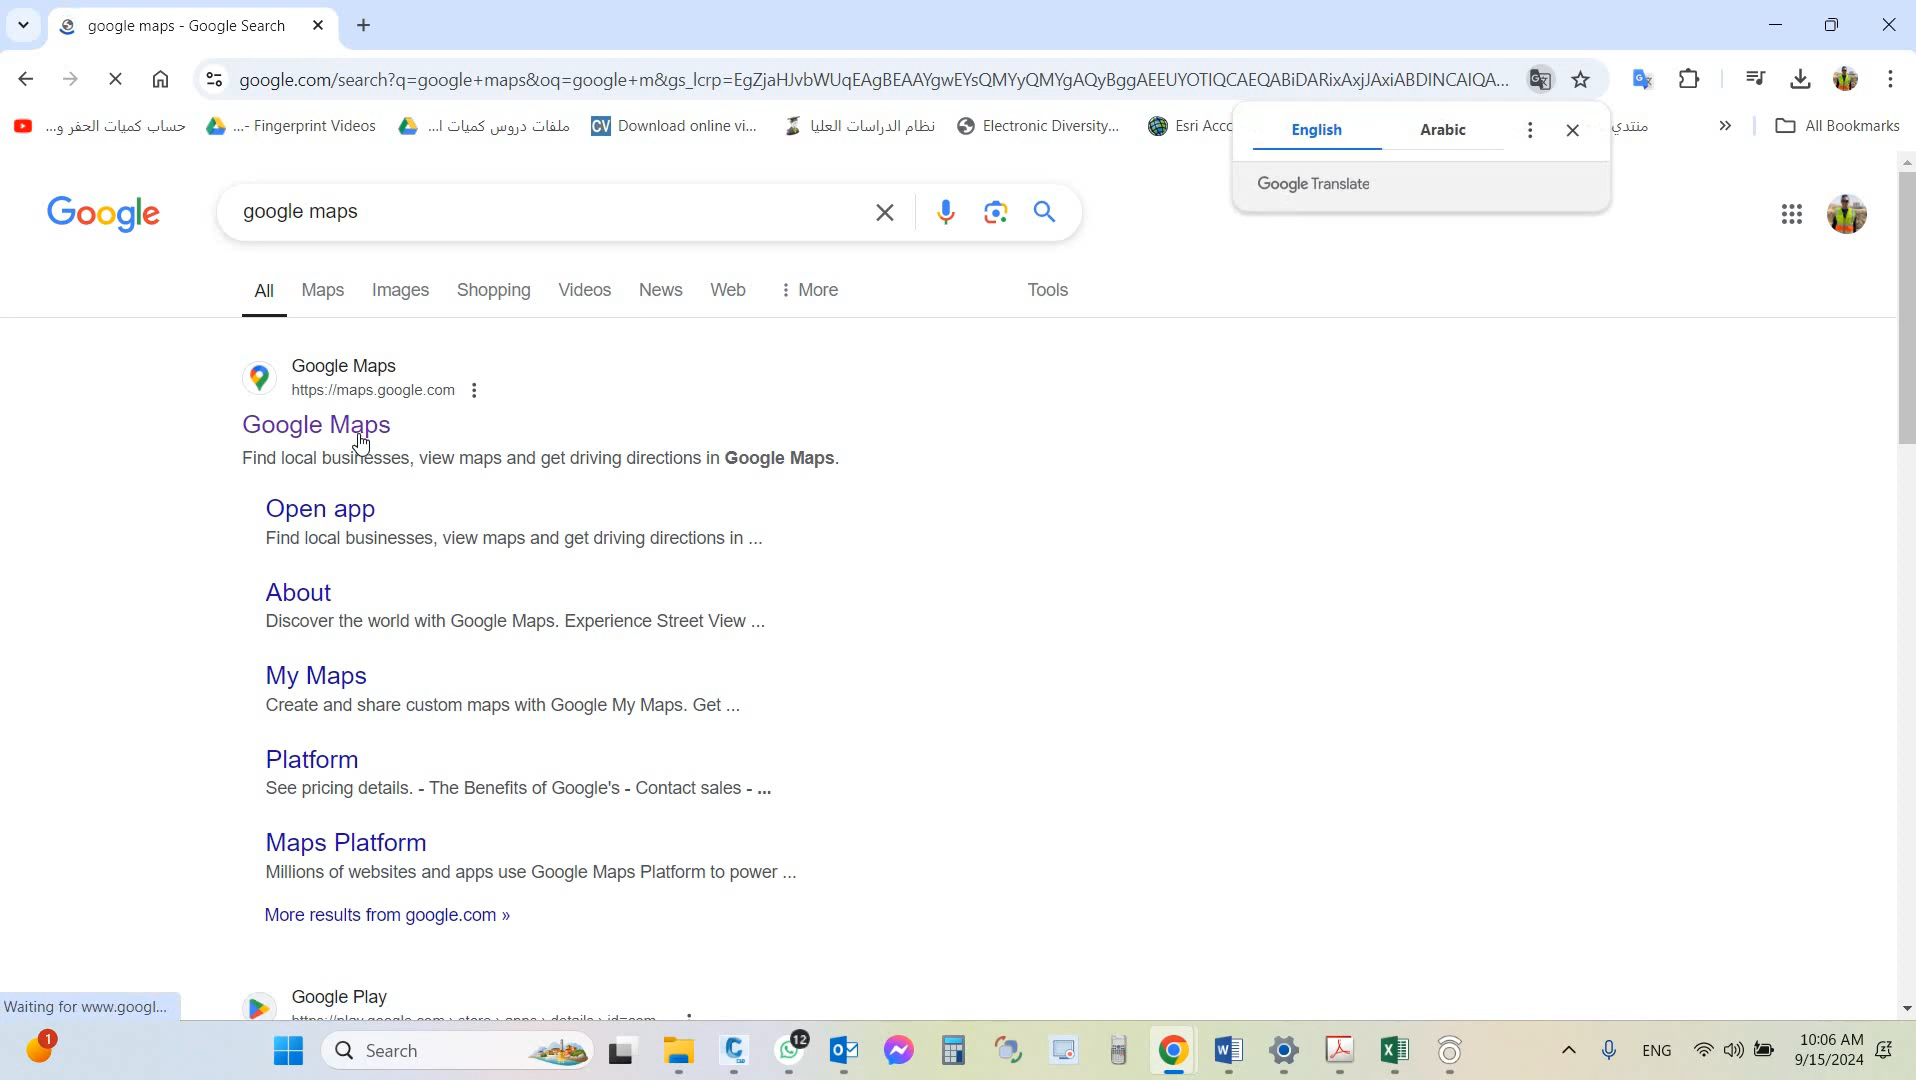 google maps - Google Search
google.com/search?q=google+maps&oq=google+m&gs_lcrp=EgZjaHJvbWUqEAgBEAAYgwEYsQMYyQMYgAQyBggAEEUYOTIQCAEQABiDARixAxjJAxiABDINCAIQA...
حساب كميات الحفر و...
...- Fingerprint Videos
ملفات دروس كميات ا...
CV Download online vi...
نظام الدراسات العليا
Electronic Diversity...
Esri Acco
منتدي
»
All Bookmarks
English
Arabic
Google Translate
Google
google maps
All
Maps
Images
Shopping
Videos
News
Web
More
Tools
Google Maps
https://maps.google.com
Google Maps
Find local businesses, view maps and get driving directions in Google Maps.
Open app
Find local businesses, view maps and get driving directions in ...
About
Discover the world with Google Maps. Experience Street View ...
My Maps
Create and share custom maps with Google My Maps. Get ...
Platform
See pricing details. - The Benefits of Google's - Contact sales - ...
Maps Platform
Millions of websites and apps use Google Maps Platform to power ...
More results from google.com »
Google Play
Waiting for www.googl...
1
Search
12
ENG
10:06 AM
9/15/2024